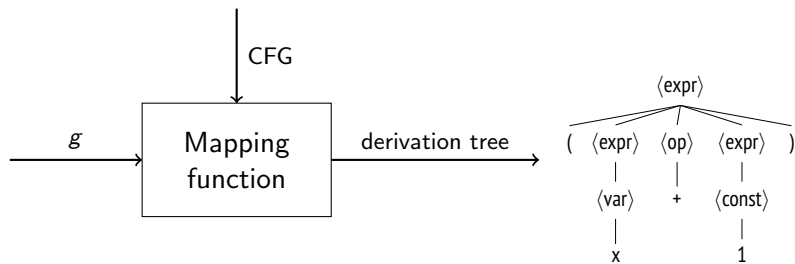 CFG
g
Mapping
function
derivation tree
⟨expr⟩
( ⟨expr⟩ ⟨op⟩ ⟨expr⟩ )
⟨var⟩ + ⟨const⟩
x 1